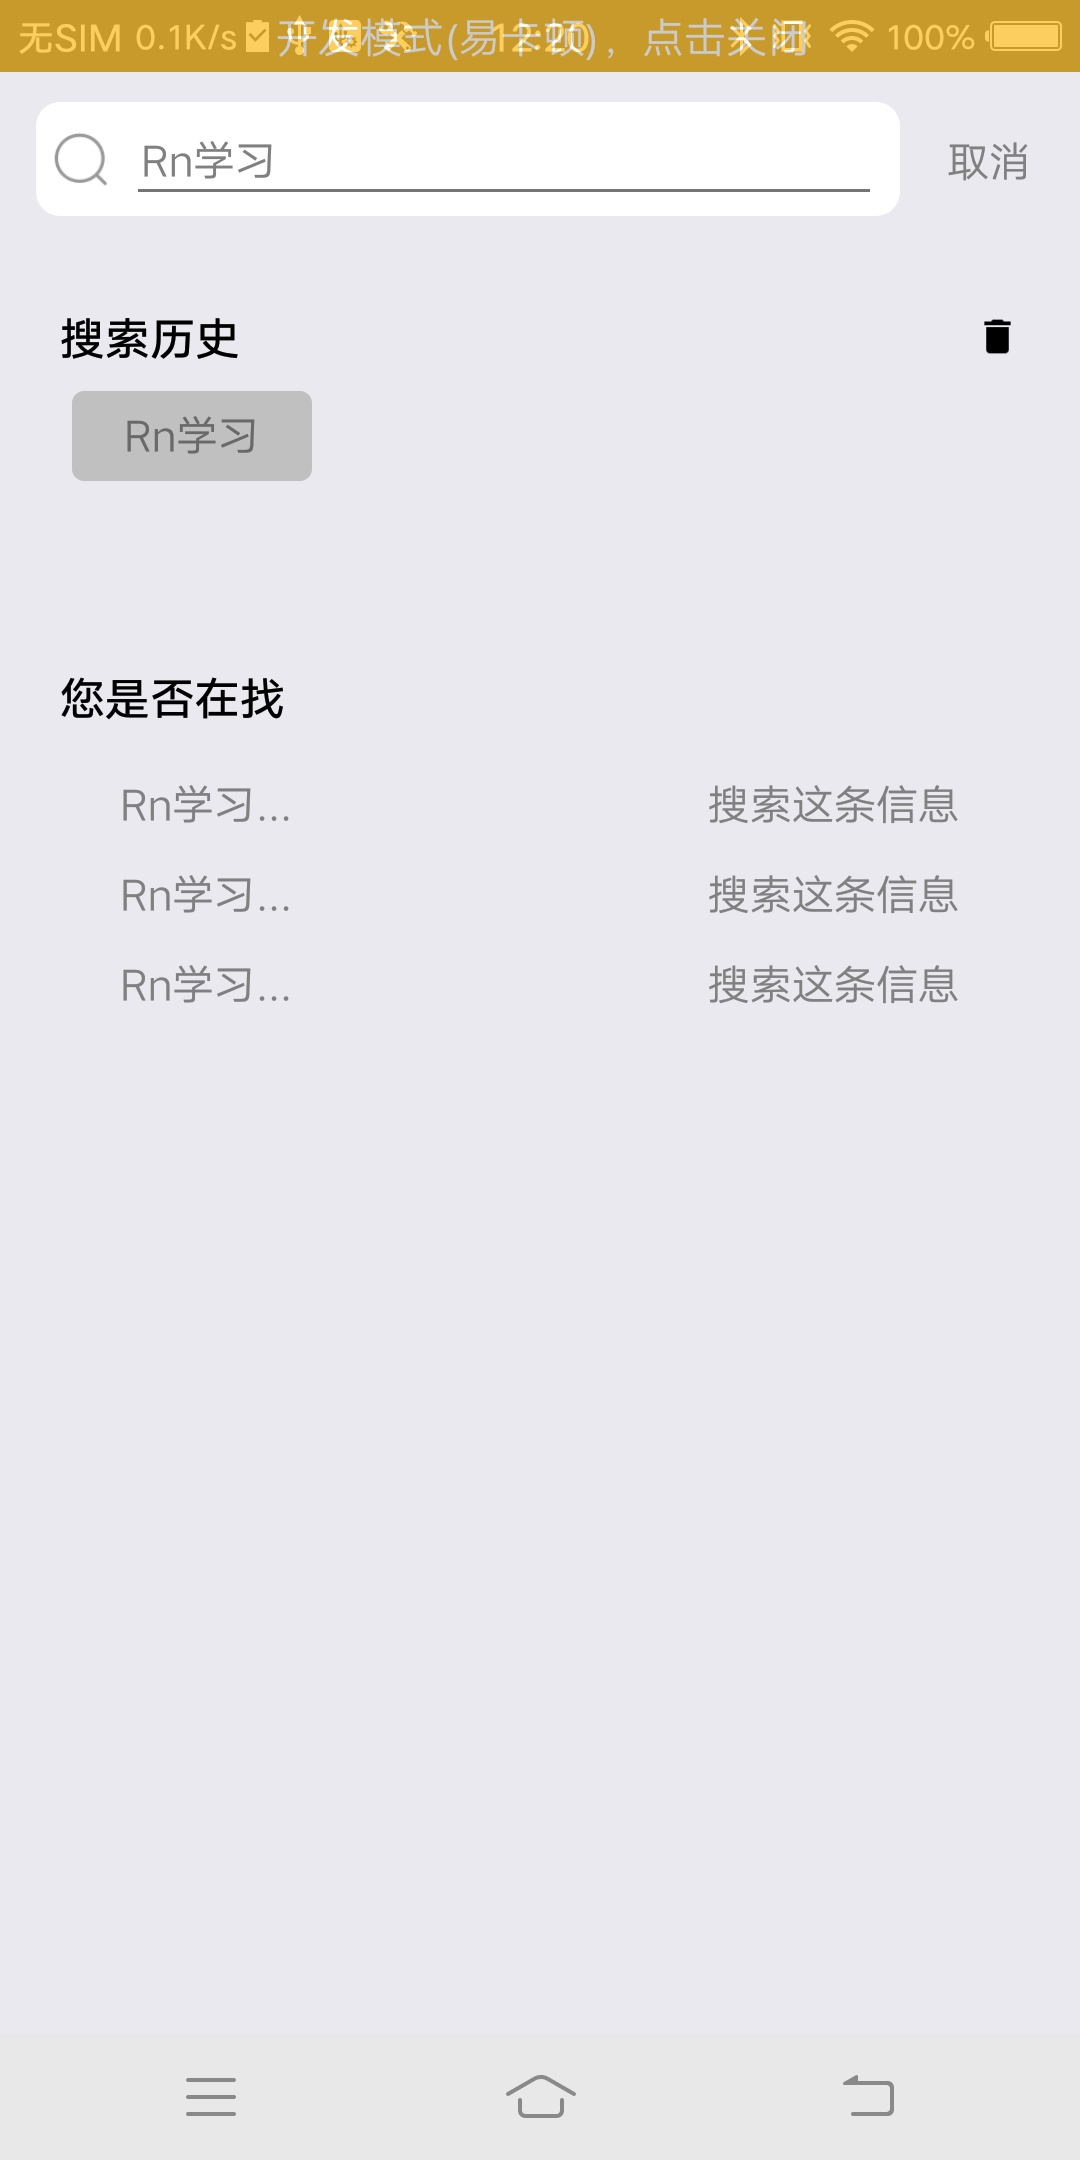 无SIM 0.1K/s 12:20 100%
开发模式(易卡顿)，点击关闭
Rn学习 取消
搜索历史
Rn学习
您是否在找
Rn学习... 搜索这条信息
Rn学习... 搜索这条信息
Rn学习... 搜索这条信息